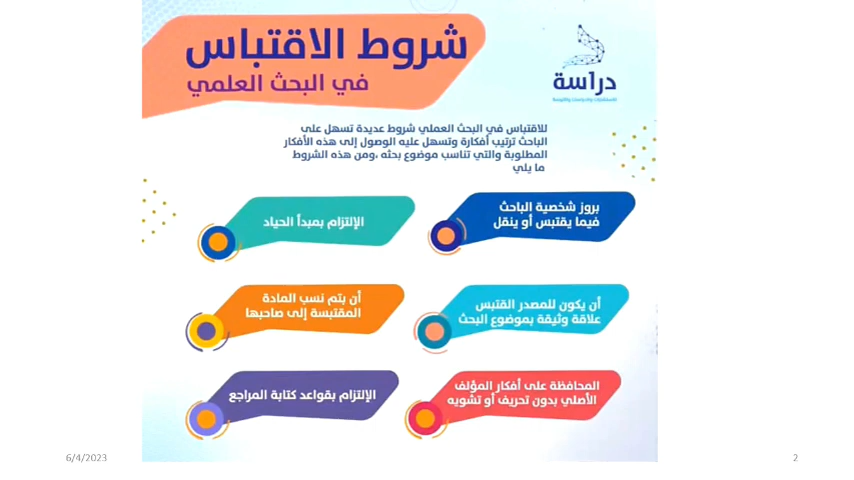 شروط الاقتباس
في البحث العلمي
دراسة
للاقتباس في البحث العملي شروط عديدة تسهل على
الباحث ترتيب أفكارة وتسهل عليه الوصول إلى هذه الأفكار
المطلوبة والتي تناسب موضوع بحثه ،ومن هذه الشروط
ما يلي
بروز شخصية الباحث
فيما يقتبس أو ينقل
الإلتزام بمبدأ الحياد
أن يكون للمصدر القتبس
علاقة وثيقة بموضوع البحث
أن يتم نسب المادة
المقتبسة إلى صاحبها
المحافظة على أفكار المؤلف
الأصلي بدون تحريف أو تشويه
الإلتزام بقواعد كتابة المراجع
6/4/2023
2